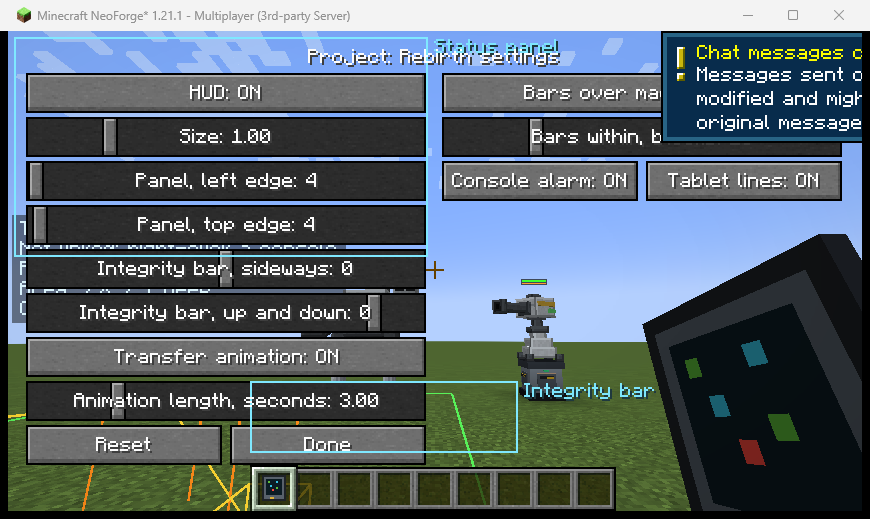 Minecraft NeoForge* 1.21.1 - Multiplayer (3rd-party Server)
Status panel
Project: Rebirth settings
Chat messages c
Messages sent o
modified and migh
original message
HUD: ON
Bars over ma
Size: 1.00
Bars within, b
Panel, left edge: 4
Console alarm: ON
Tablet lines: ON
Panel, top edge: 4
Integrity bar, sideways: 0
Integrity bar, up and down: 0
Transfer animation: ON
Integrity bar
Animation length, seconds: 3.00
Reset
Done